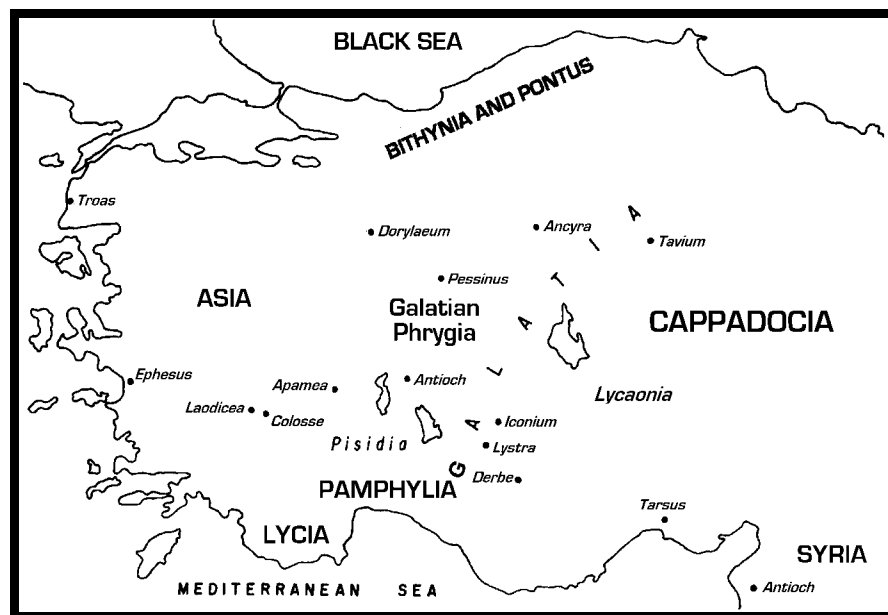 BLACK SEA
BITHYNIA AND PONTUS
Troas
Dorylaeum
Ancyra
Tavium
GALATIA
Pessinus
ASIA
Galatian
Phrygia
CAPPADOCIA
Ephesus
Apamea
Antioch
Lycaonia
Laodicea
Colosse
Iconium
Pisidia
Lystra
PAMPHYLIA
Derbe
Tarsus
LYCIA
SYRIA
MEDITERRANEAN SEA
Antioch